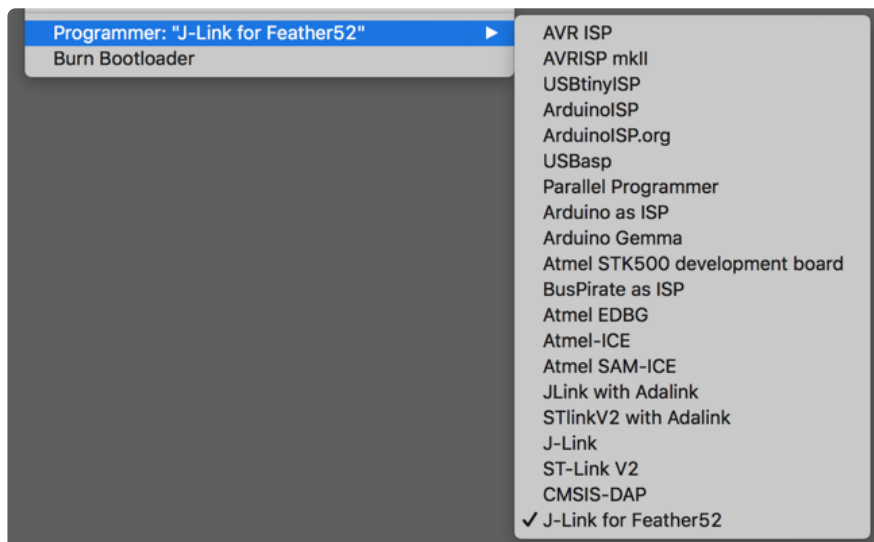 Programmer: "J-Link for Feather52"
Burn Bootloader
AVR ISP
AVRISP mkII
USBtinyISP
ArduinoISP
ArduinoISP.org
USBasp
Parallel Programmer
Arduino as ISP
Arduino Gemma
Atmel STK500 development board
BusPirate as ISP
Atmel EDBG
Atmel-ICE
Atmel SAM-ICE
JLink with Adalink
STlinkV2 with Adalink
J-Link
ST-Link V2
CMSIS-DAP
✓ J-Link for Feather52